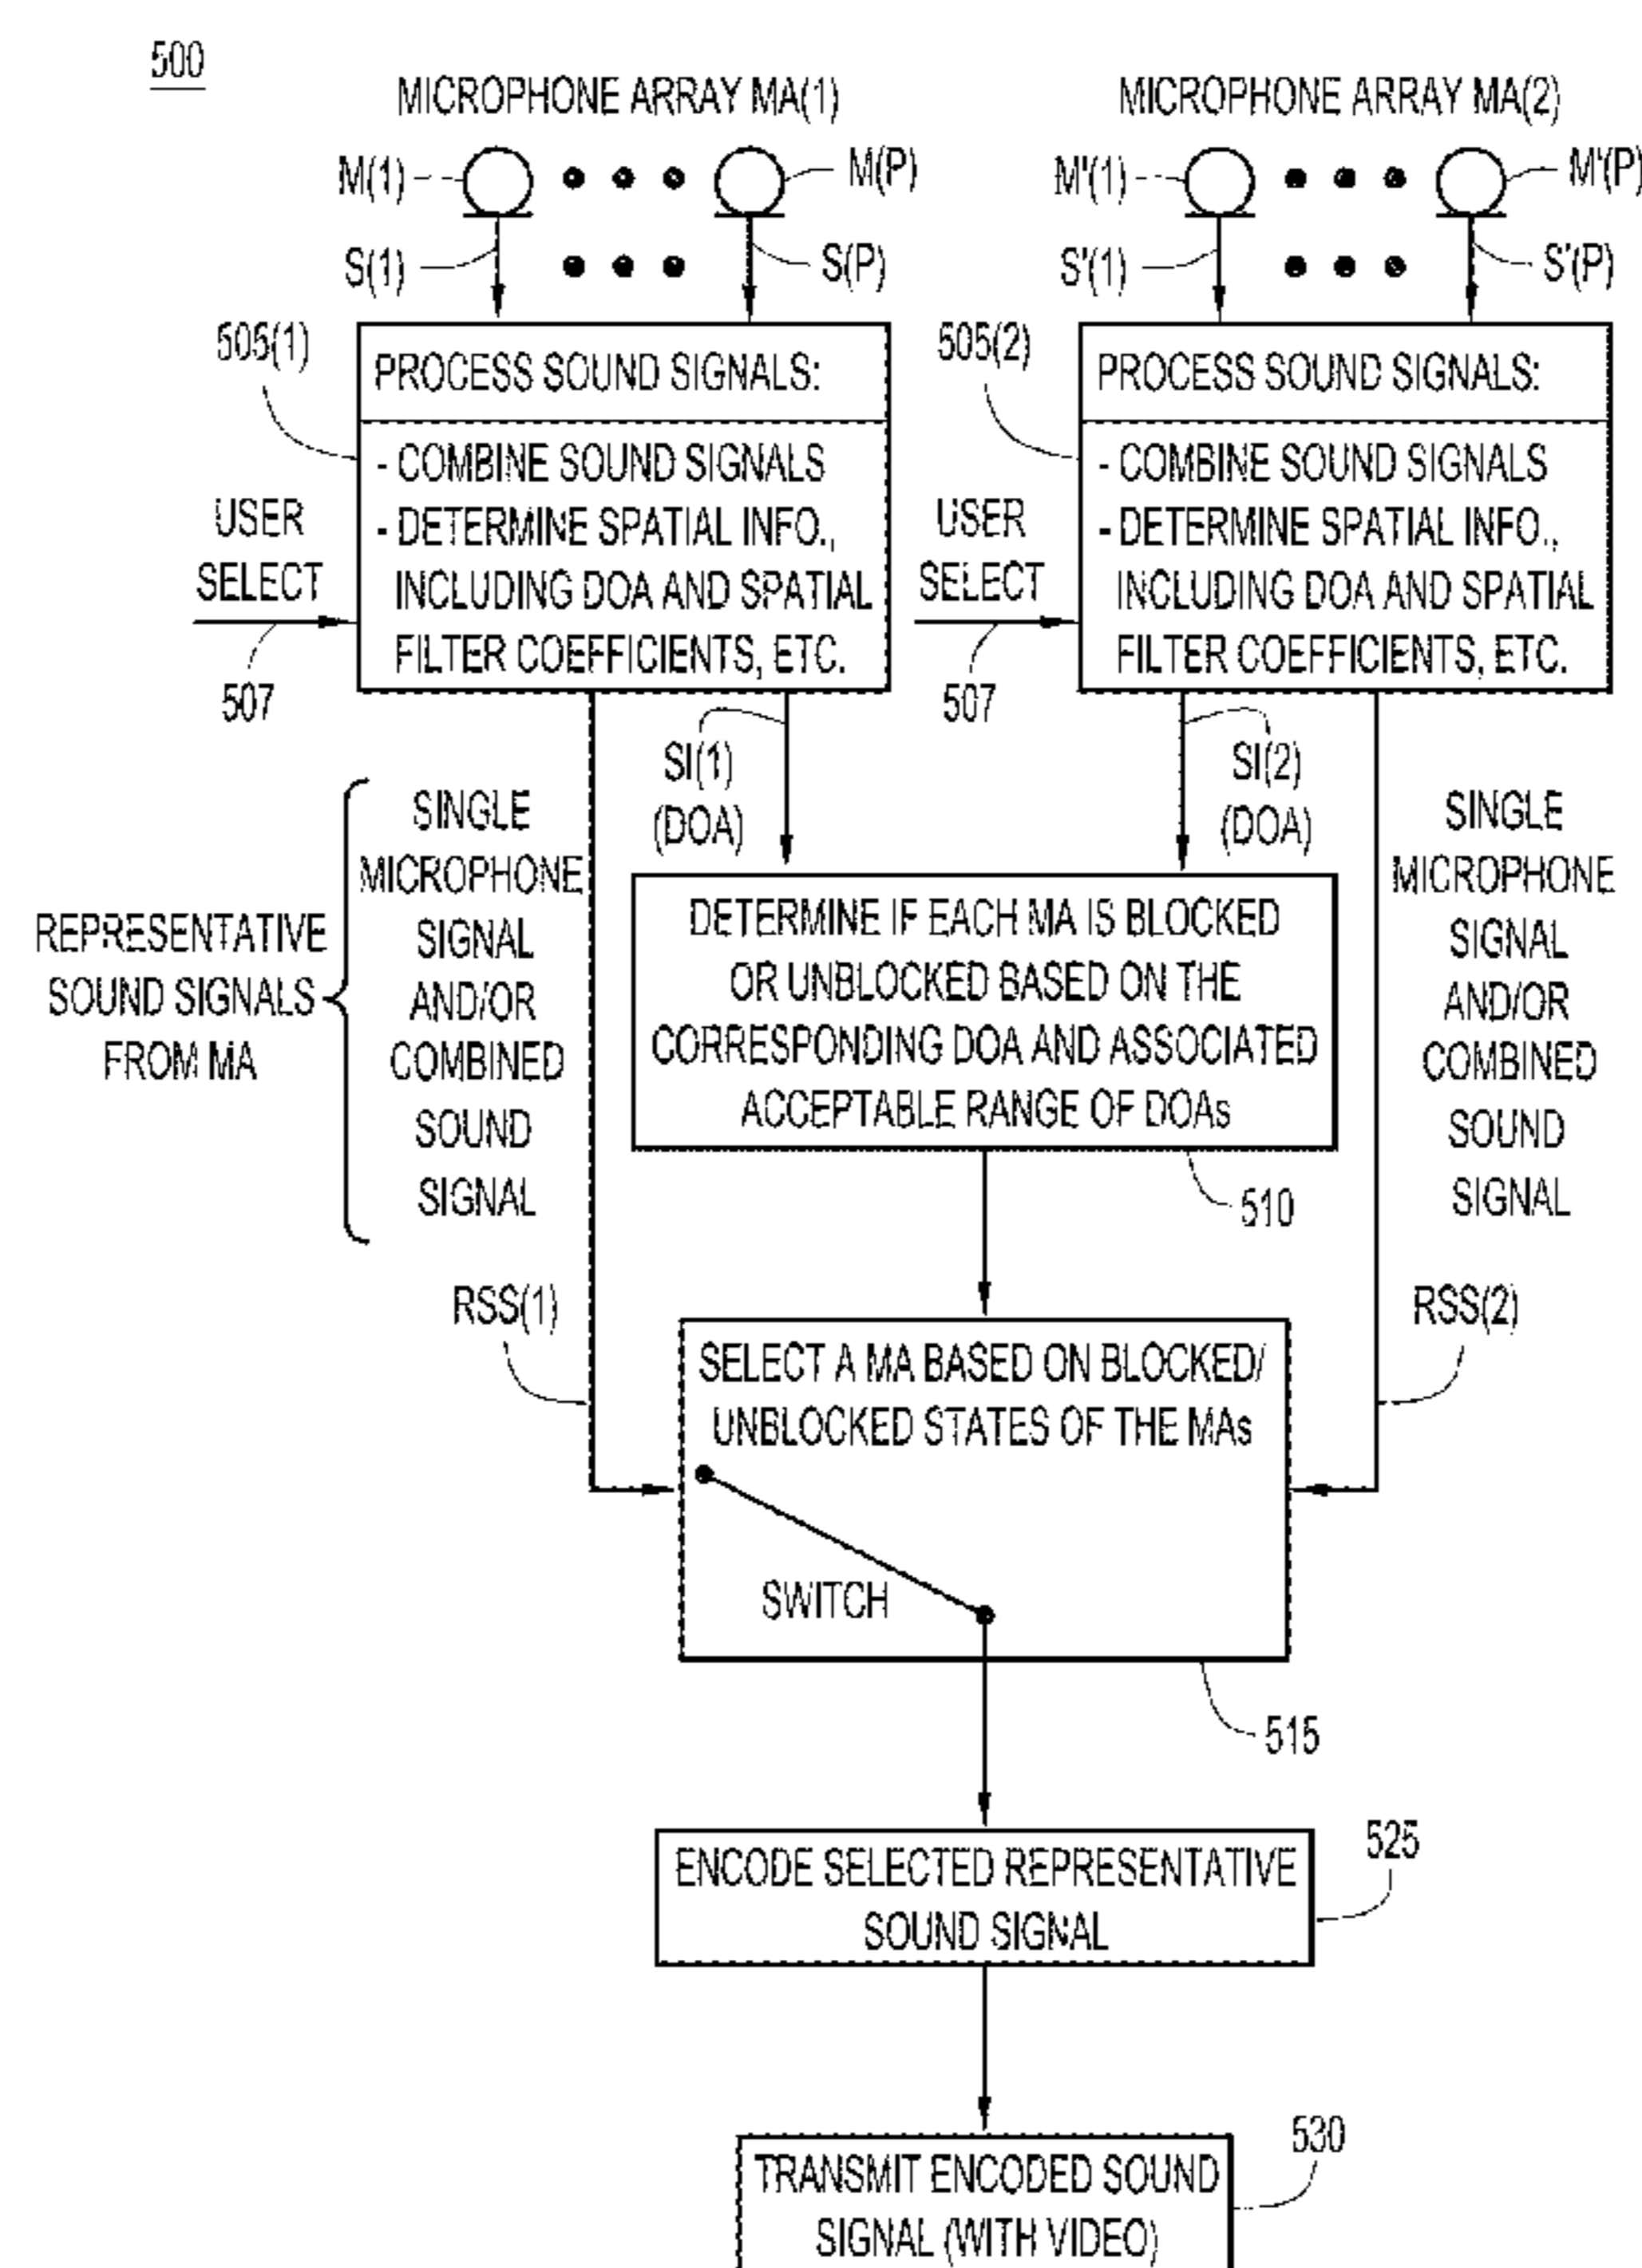 500
MICROPHONE ARRAY MA(1)
MICROPHONE ARRAY MA(2)
M(1)
M(P)
M'(1)
M'(P)
S(1)
S(P)
S'(1)
S'(P)
505(1)
PROCESS SOUND SIGNALS:
- COMBINE SOUND SIGNALS
- DETERMINE SPATIAL INFO.,
INCLUDING DOA AND SPATIAL
FILTER COEFFICIENTS, ETC.
USER
SELECT
507
505(2)
PROCESS SOUND SIGNALS:
- COMBINE SOUND SIGNALS
- DETERMINE SPATIAL INFO.,
INCLUDING DOA AND SPATIAL
FILTER COEFFICIENTS, ETC.
USER
SELECT
507
SI(1)
(DOA)
SI(2)
(DOA)
REPRESENTATIVE
SOUND SIGNALS
FROM MA
SINGLE
MICROPHONE
SIGNAL
AND/OR
COMBINED
SOUND
SIGNAL
DETERMINE IF EACH MA IS BLOCKED
OR UNBLOCKED BASED ON THE
CORRESPONDING DOA AND ASSOCIATED
ACCEPTABLE RANGE OF DOAs
510
SINGLE
MICROPHONE
SIGNAL
AND/OR
COMBINED
SOUND
SIGNAL
RSS(1)
RSS(2)
SELECT A MA BASED ON BLOCKED/
UNBLOCKED STATES OF THE MAs
SWITCH
515
ENCODE SELECTED REPRESENTATIVE
SOUND SIGNAL
525
TRANSMIT ENCODED SOUND
SIGNAL (WITH VIDEO)
530